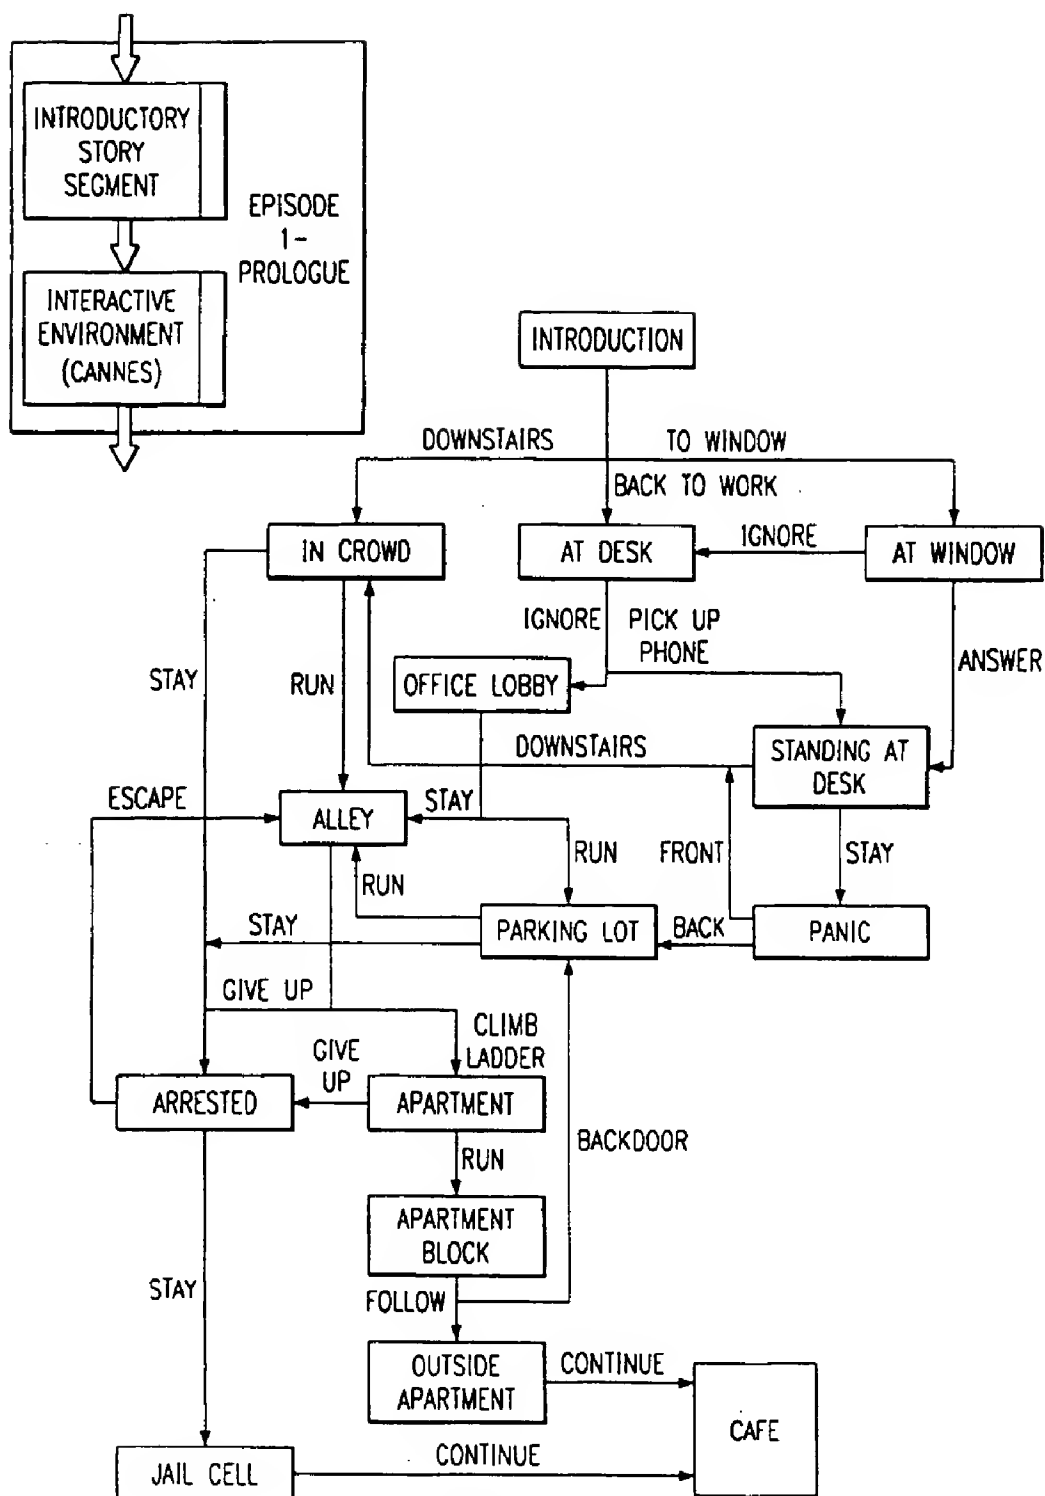 INTRODUCTORY
STORY
SEGMENT
EPISODE
1-
PROLOGUE
INTERACTIVE
ENVIRONMENT
(CANNES)
INTRODUCTION
DOWNSTAIRS
TO WINDOW
BACK TO WORK
IN CROWD
AT DESK
IGNORE
AT WINDOW
IGNORE
PICK UP
PHONE
ANSWER
STAY
RUN
OFFICE LOBBY
DOWNSTAIRS
STANDING AT
DESK
ESCAPE
ALLEY
STAY
RUN
FRONT
STAY
RUN
STAY
PARKING LOT
BACK
PANIC
GIVE UP
CLIMB
LADDER
GIVE
UP
ARRESTED
APARTMENT
BACKDOOR
RUN
APARTMENT
BLOCK
STAY
FOLLOW
OUTSIDE
APARTMENT
CONTINUE
CAFE
JAIL CELL
CONTINUE